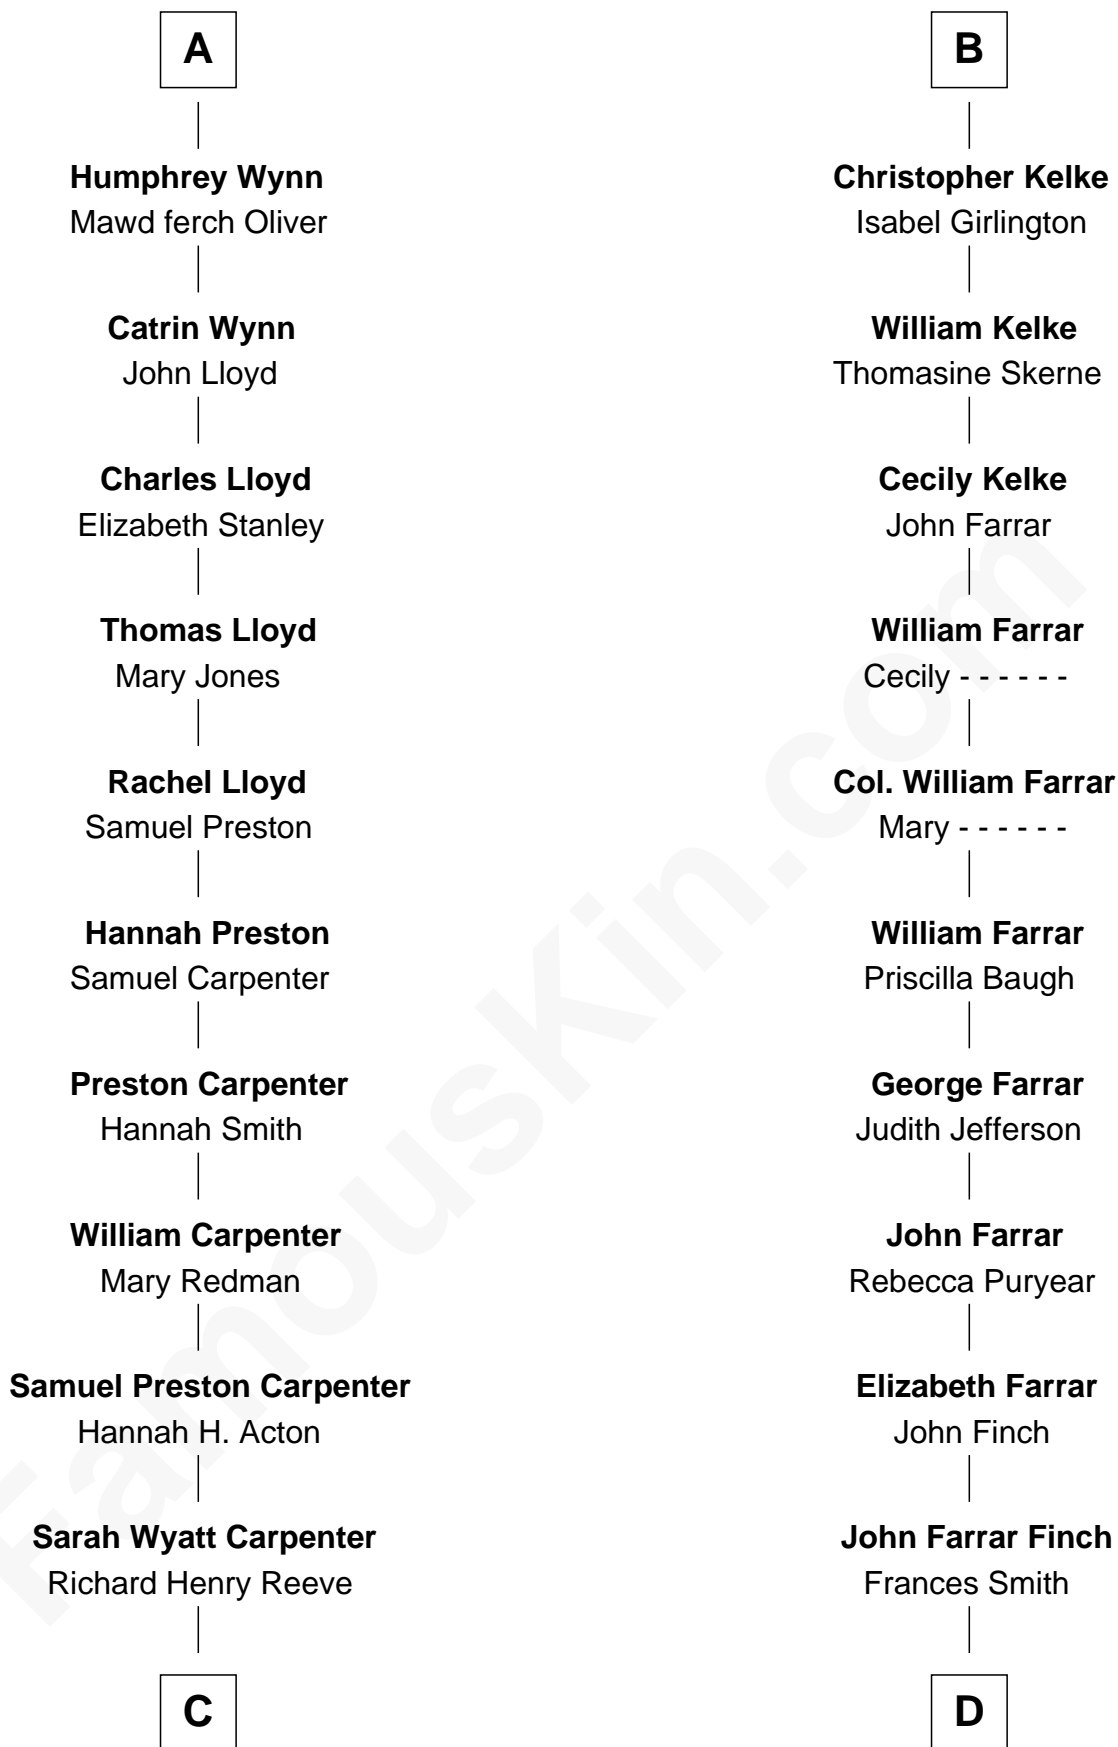 A
Humphrey Wynn
Mawd ferch Oliver
Catrin Wynn
John Lloyd
Charles Lloyd
Elizabeth Stanley
Thomas Lloyd
Mary Jones
Rachel Lloyd
Samuel Preston
Hannah Preston
Samuel Carpenter
Preston Carpenter
Hannah Smith
William Carpenter
Mary Redman
Samuel Preston Carpenter
Hannah H. Acton
Sarah Wyatt Carpenter
Richard Henry Reeve
C
B
Christopher Kelke
Isabel Girlington
William Kelke
Thomasine Skerne
Cecily Kelke
John Farrar
William Farrar
Cecily - - - - - -
Col. William Farrar
Mary - - - - - -
William Farrar
Priscilla Baugh
George Farrar
Judith Jefferson
John Farrar
Rebecca Puryear
Elizabeth Farrar
John Finch
John Farrar Finch
Frances Smith
D
FamousKin.com